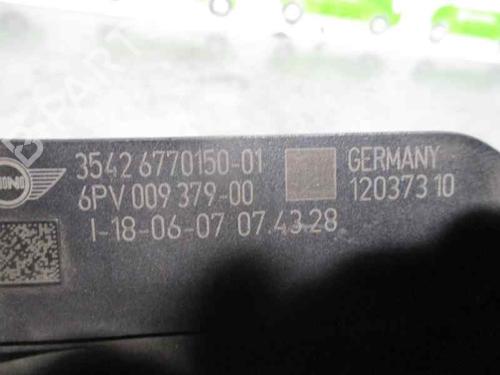 3542 6770150-01
6PV 009 379-00
I-18-06-07 07.43.28
GERMANY
12037310